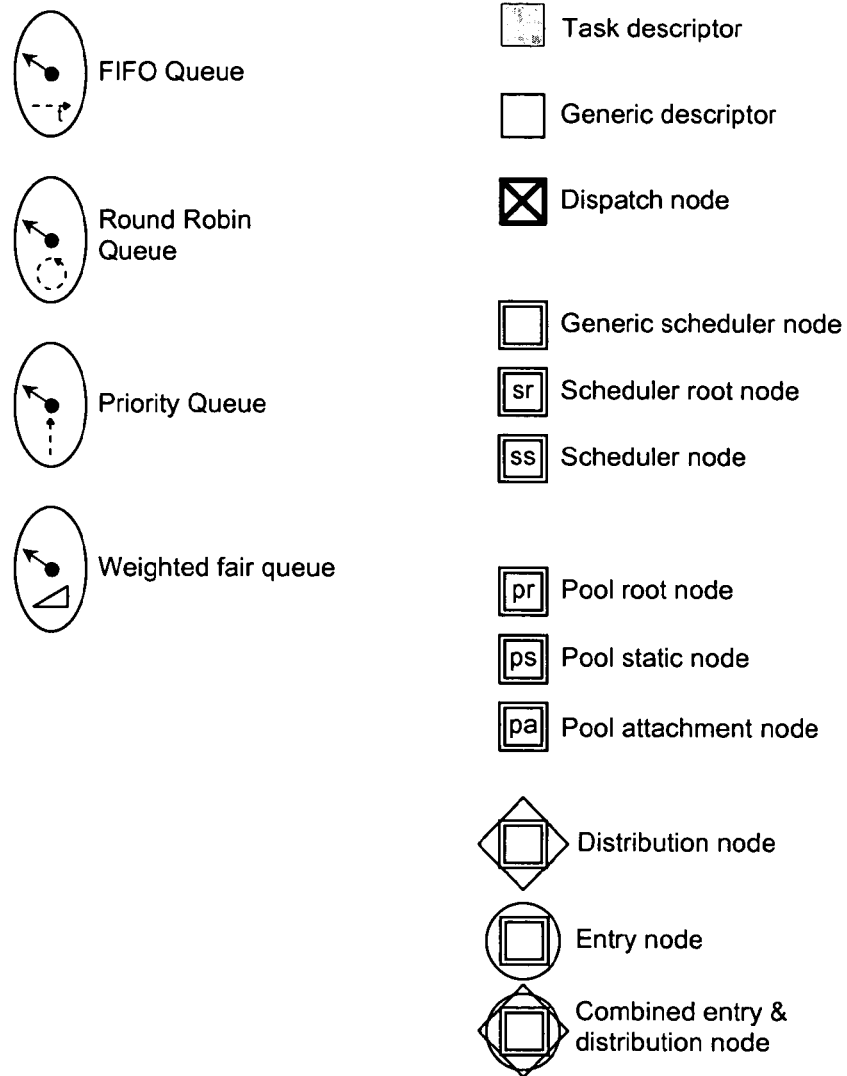 FIFO Queue
t
Round Robin
Queue
Priority Queue
Weighted fair queue
Task descriptor
Generic descriptor
Dispatch node
Generic scheduler node
sr Scheduler root node
ss Scheduler node
pr Pool root node
ps Pool static node
pa Pool attachment node
Distribution node
Entry node
Combined entry &
distribution node